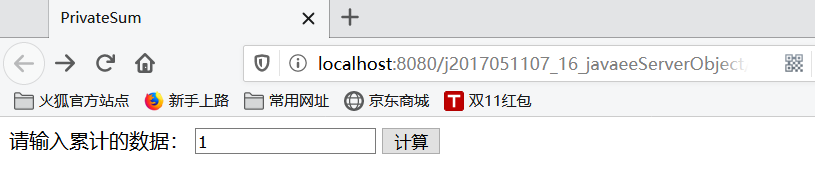 PrivateSum
localhost:8080/j2017051107_16_javaeeServerObject/
火狐官方站点 新手上路 常用网址 京东商城 T 双11红包
请输入累计的数据： 1 计算